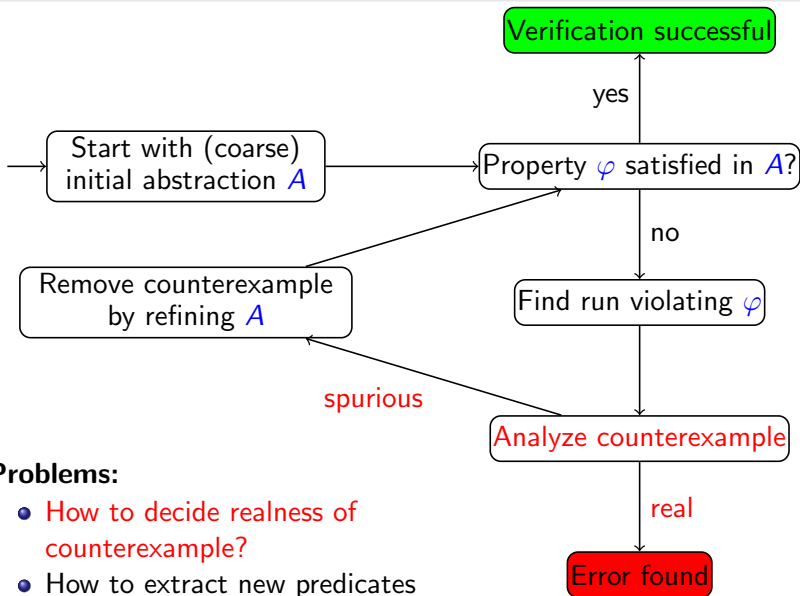 Verification successful
yes
Start with (coarse)
initial abstraction A
Property φ satisfied in A?
no
Remove counterexample
by refining A
Find run violating φ
spurious
Analyze counterexample
Problems:
How to decide realness of
counterexample?
real
How to extract new predicates
Error found